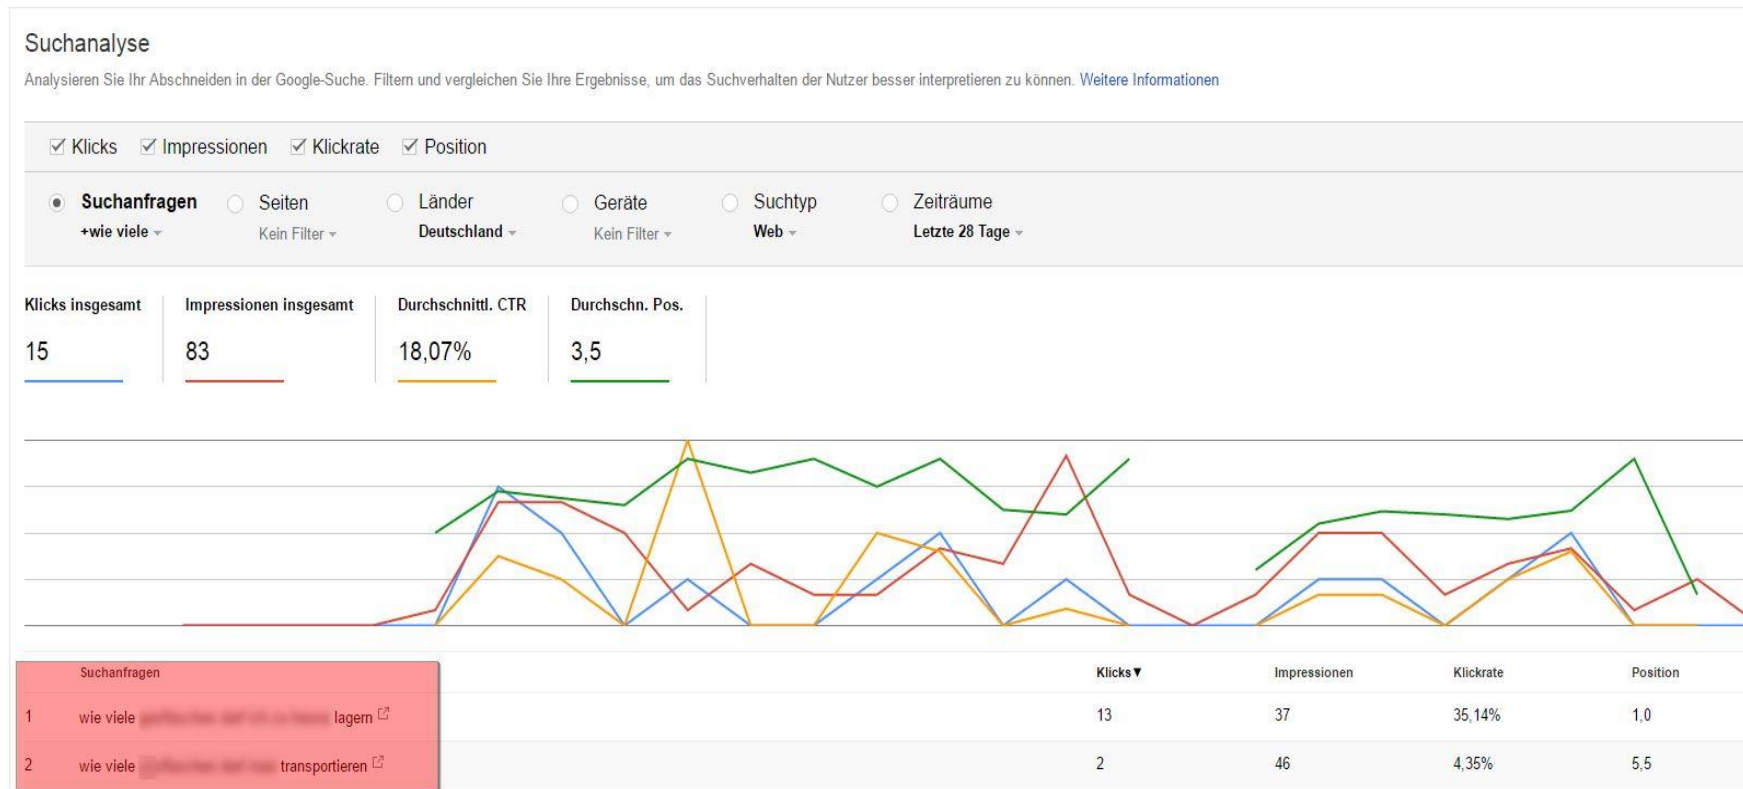 Suchanalyse
Analysieren Sie Ihr Abschneiden in der Google-Suche. Filtern und vergleichen Sie Ihre Ergebnisse, um das Suchverhalten der Nutzer besser interpretieren zu können. Weitere Informationen
Klicks Impressionen Klickrate Position
Suchanfragen Seiten Länder Geräte Suchtyp Zeiträume
+wie viele Kein Filter Deutschland Kein Filter Web Letzte 28 Tage
Klicks insgesamt Impressionen insgesamt Durchschnittl. CTR Durchschn. Pos.
15 83 18,07% 3,5
Suchanfragen Klicks▼ Impressionen Klickrate Position
1 wie viele lagern 13 37 35,14% 1,0
2 wie viele transportieren 2 46 4,35% 5,5